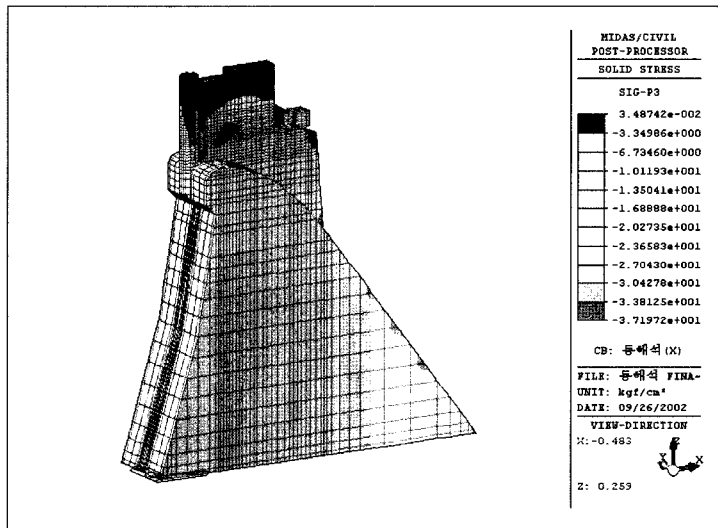 MIDAS/CIVIL
POST-PROCESSOR
SOLID STRESS
SIG-P3
3.48742e-002
-3.34986e+000
-6.73460e+000
-1.01193e+001
-1.35041e+001
-1.68888e+001
-2.02735e+001
-2.36583e+001
-2.70430e+001
-3.04278e+001
-3.38125e+001
-3.71972e+001
CB: 동해석(X)
FILE: 동해석 FINA~
UNIT: kgf/cm²
DATE: 09/26/2002
VIEW-DIRECTION
X:-0.483
Z
X
Z: 0.259